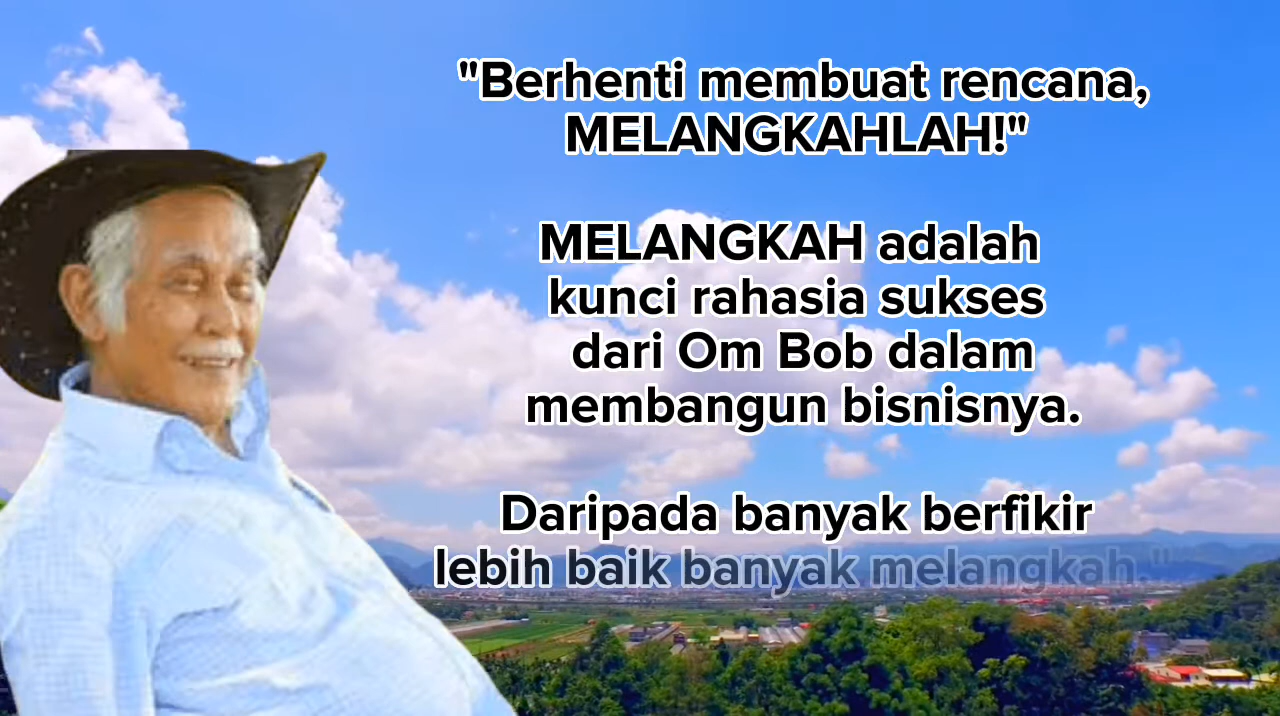 "Berhenti membuat rencana,
MELANGKAHLAH!"
MELANGKAH adalah
kunci rahasia sukses
dari Om Bob dalam
membangun bisnisnya.
Daripada banyak berfikir
lebih baik banyak melangkah."